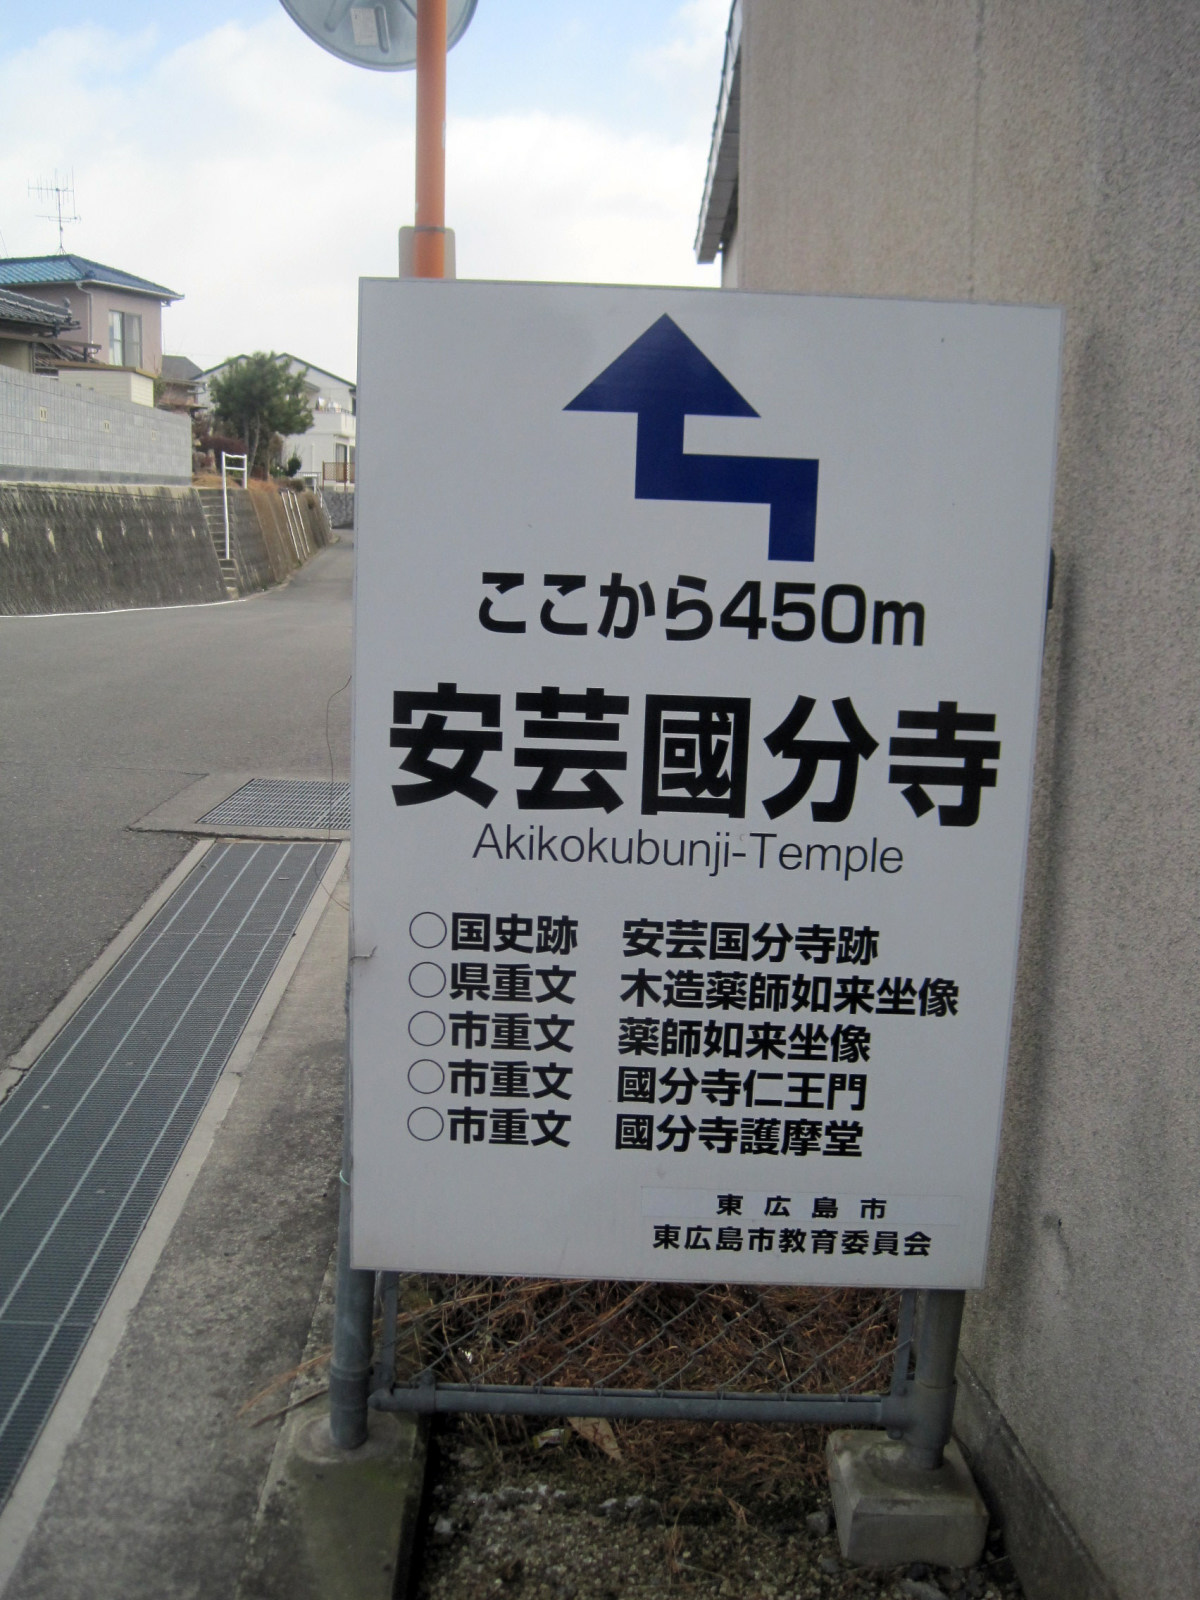 ここから450m
安芸國分寺
Akikokubunji-Temple
○国史跡　安芸国分寺跡
○県重文　木造薬師如来坐像
○市重文　薬師如来坐像
○市重文　國分寺仁王門
○市重文　國分寺護摩堂
東広島市
東広島市教育委員会